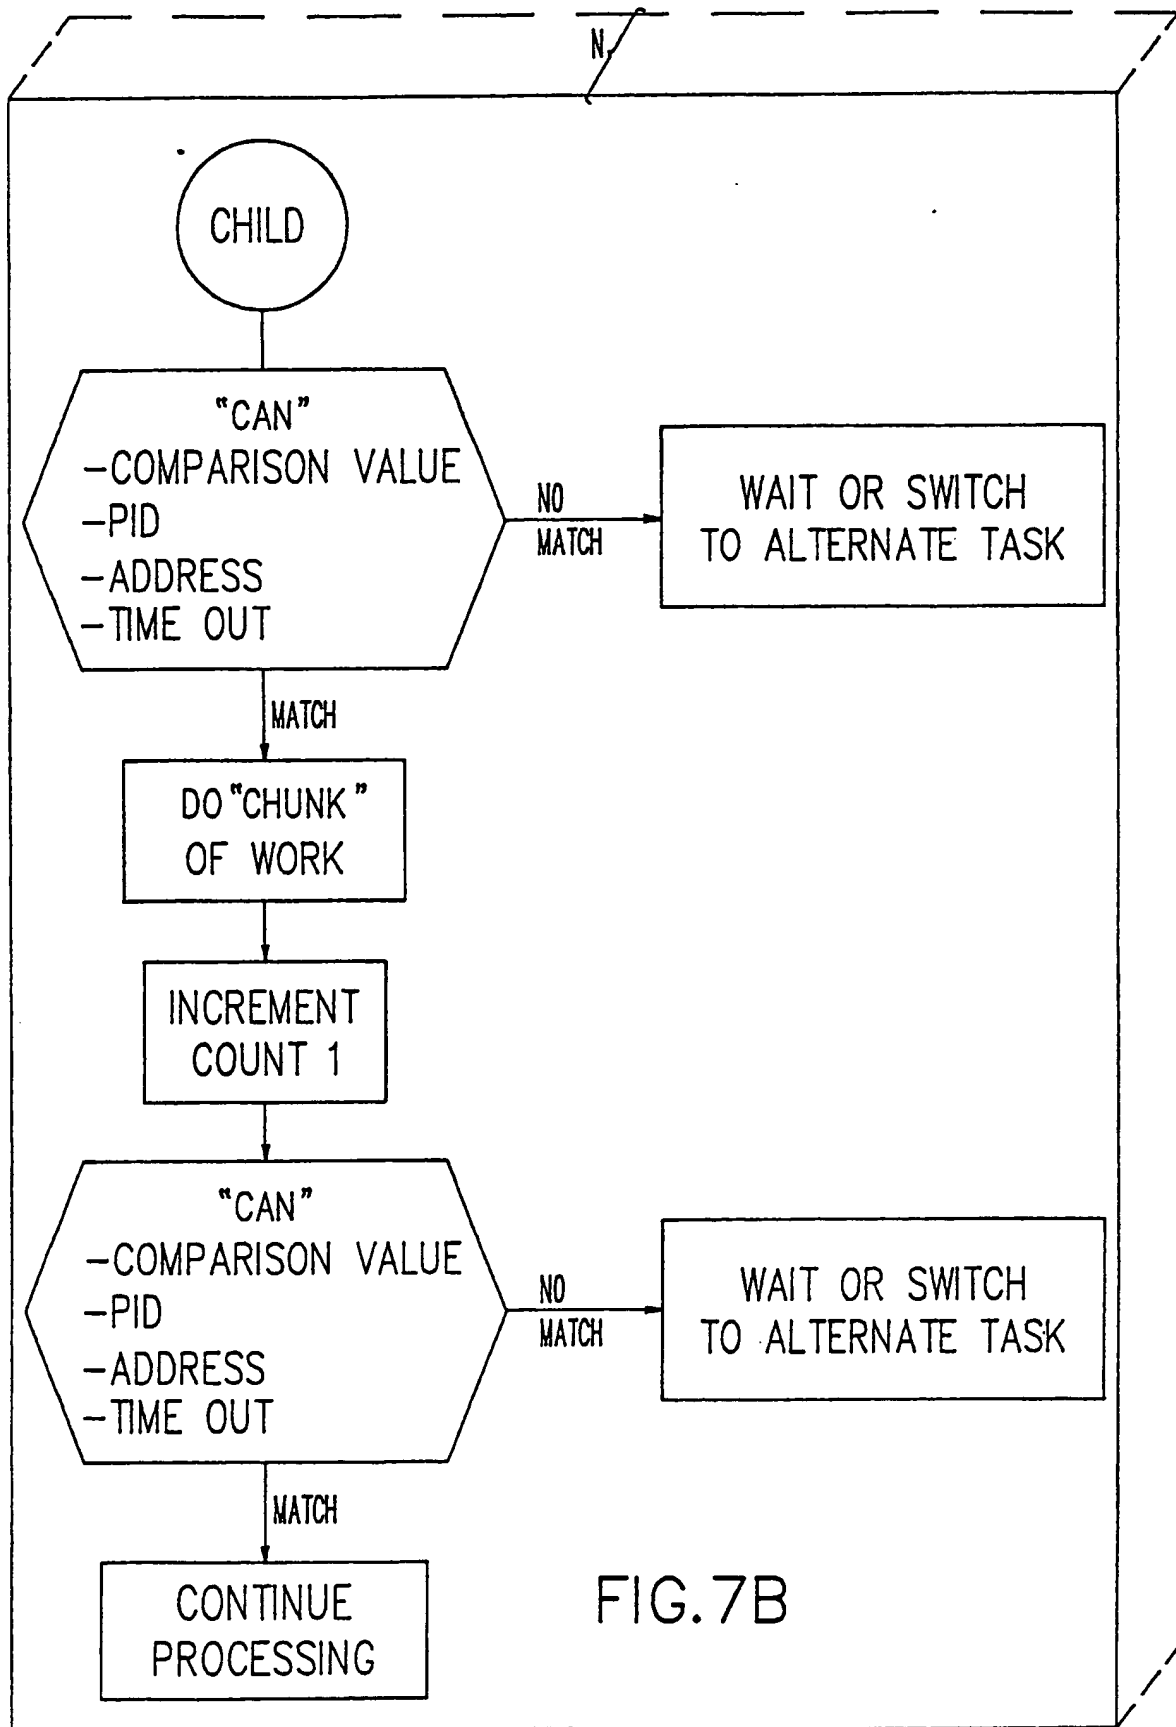 N
CHILD
"CAN"
-COMPARISON VALUE
-PID
-ADDRESS
-TIME OUT
NO
MATCH
WAIT OR SWITCH
TO ALTERNATE TASK
MATCH
DO "CHUNK"
OF WORK
INCREMENT
COUNT 1
"CAN"
-COMPARISON VALUE
-PID
-ADDRESS
-TIME OUT
NO
MATCH
WAIT OR SWITCH
TO ALTERNATE TASK
MATCH
CONTINUE
PROCESSING
FIG. 7B